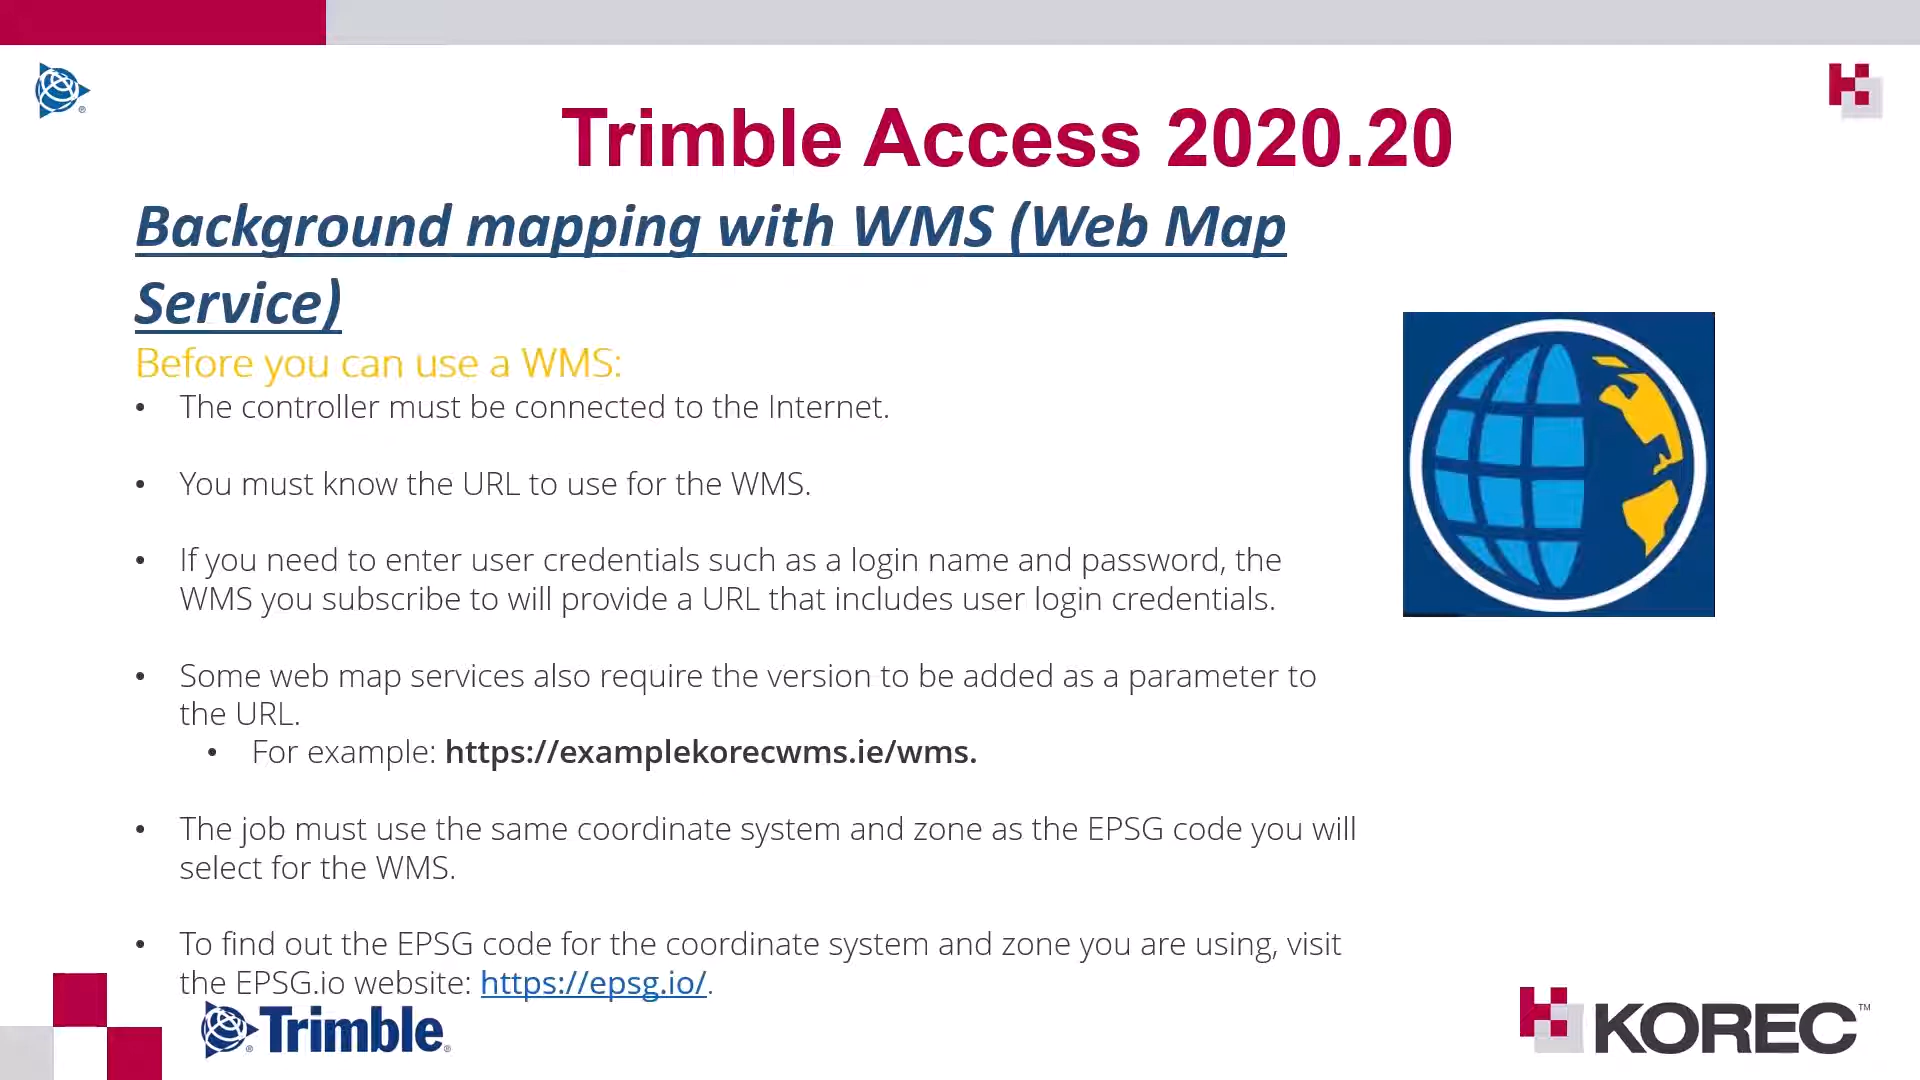 Trimble Access 2020.20
Background mapping with WMS (Web Map
Service)
Before you can use a WMS:
• The controller must be connected to the Internet.
• You must know the URL to use for the WMS.
• If you need to enter user credentials such as a login name and password, the
WMS you subscribe to will provide a URL that includes user login credentials.
• Some web map services also require the version to be added as a parameter to
the URL.
• For example: https://examplekorecwms.ie/wms.
• The job must use the same coordinate system and zone as the EPSG code you will
select for the WMS.
• To find out the EPSG code for the coordinate system and zone you are using, visit
the EPSG.io website: https://epsg.io/.
Trimble®
KOREC™